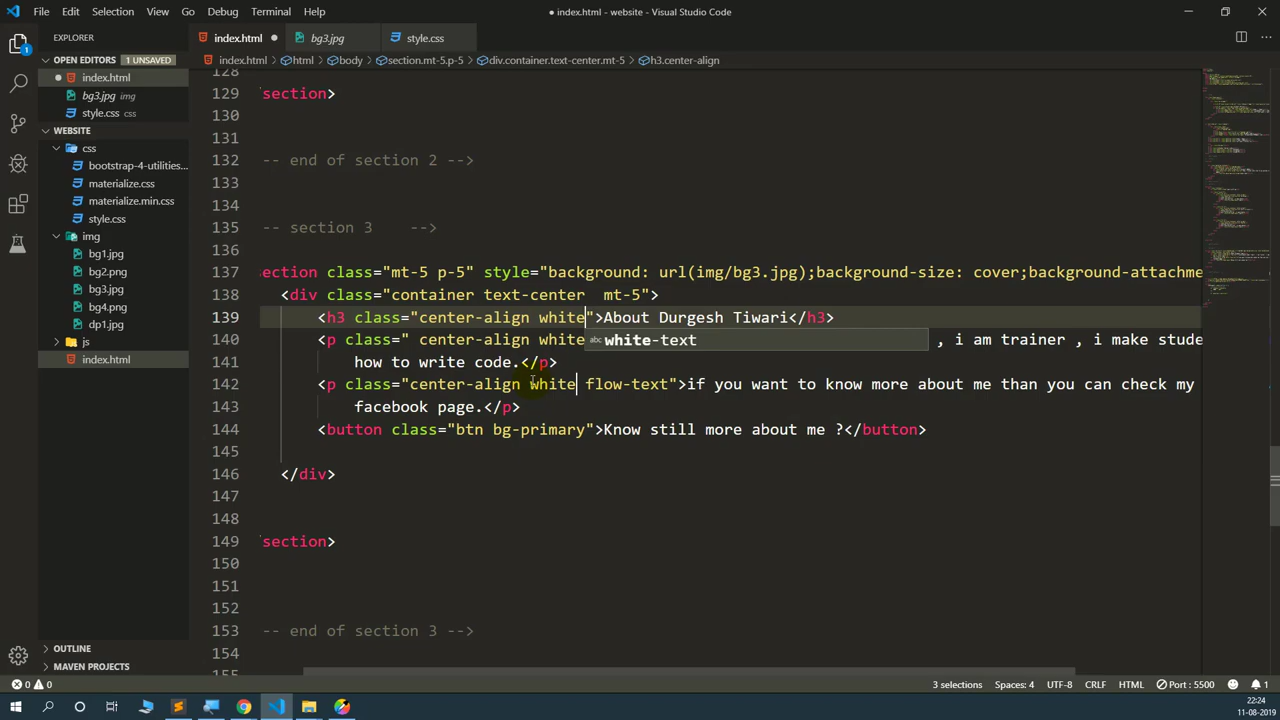 File Edit Selection View Go Debug Terminal Help
● index.html - website - Visual Studio Code
EXPLORER
index.html ● bg3.jpg style.css
index.html › html › body › section.mt-5.p-5 › div.container.text-center.mt-5 › h3.center-align
OPEN EDITORS 1 UNSAVED
● index.html
bg3.jpg img
style.css css
WEBSITE
css
bootstrap-4-utilities...
materialize.css
materialize.min.css
style.css
img
bg1.jpg
bg2.png
bg3.jpg
bg4.png
dp1.jpg
js
index.html
OUTLINE
MAVEN PROJECTS
128
129 section>
130
131
132 -- end of section 2 -->
133
134
135 -- section 3    -->
136
137 section class="mt-5 p-5" style="background: url(img/bg3.jpg);background-size: cover;background-attachme
138 <div class="container text-center  mt-5">
139 <h3 class="center-align white">About Durgesh Tiwari</h3>
140 <p class=" center-align white , i am trainer , i make stude
white-text
141 how to write code.</p>
142 <p class="center-align white flow-text">if you want to know more about me than you can check my
143 facebook page.</p>
144 <button class="btn bg-primary">Know still more about me ?</button>
145
146 </div>
147
148
149 section>
150
151
152
153 -- end of section 3 -->
154
155
0 0
3 selections Spaces: 4 UTF-8 CRLF HTML Port : 5500 1
22:24
11-08-2019